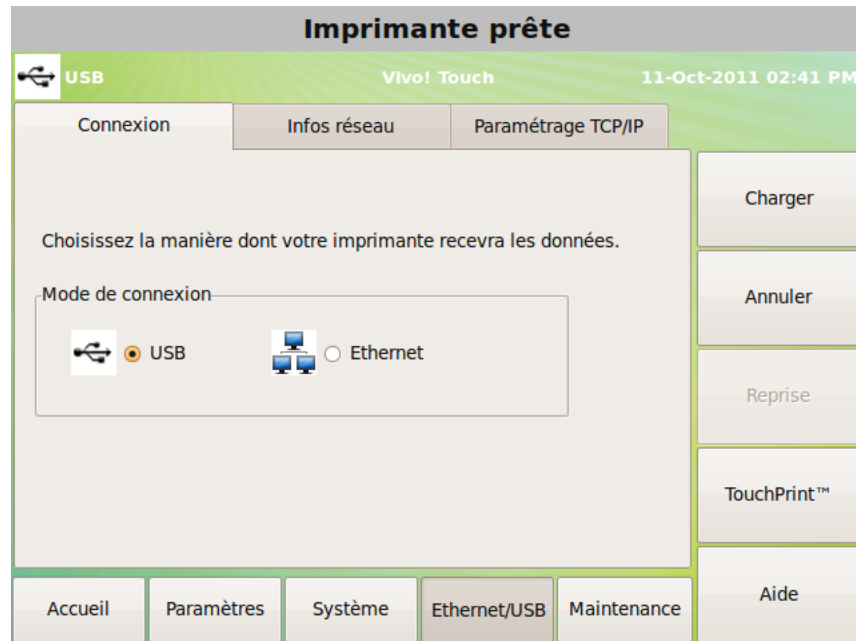 Imprimante prête
USB
Vivo! Touch
11-Oct-2011 02:41 PM
Connexion
Infos réseau
Paramétrage TCP/IP
Choisissez la manière dont votre imprimante recevra les données.
Mode de connexion
USB
Ethernet
Charger
Annuler
Reprise
TouchPrint™
Aide
Accueil
Paramètres
Système
Ethernet/USB
Maintenance